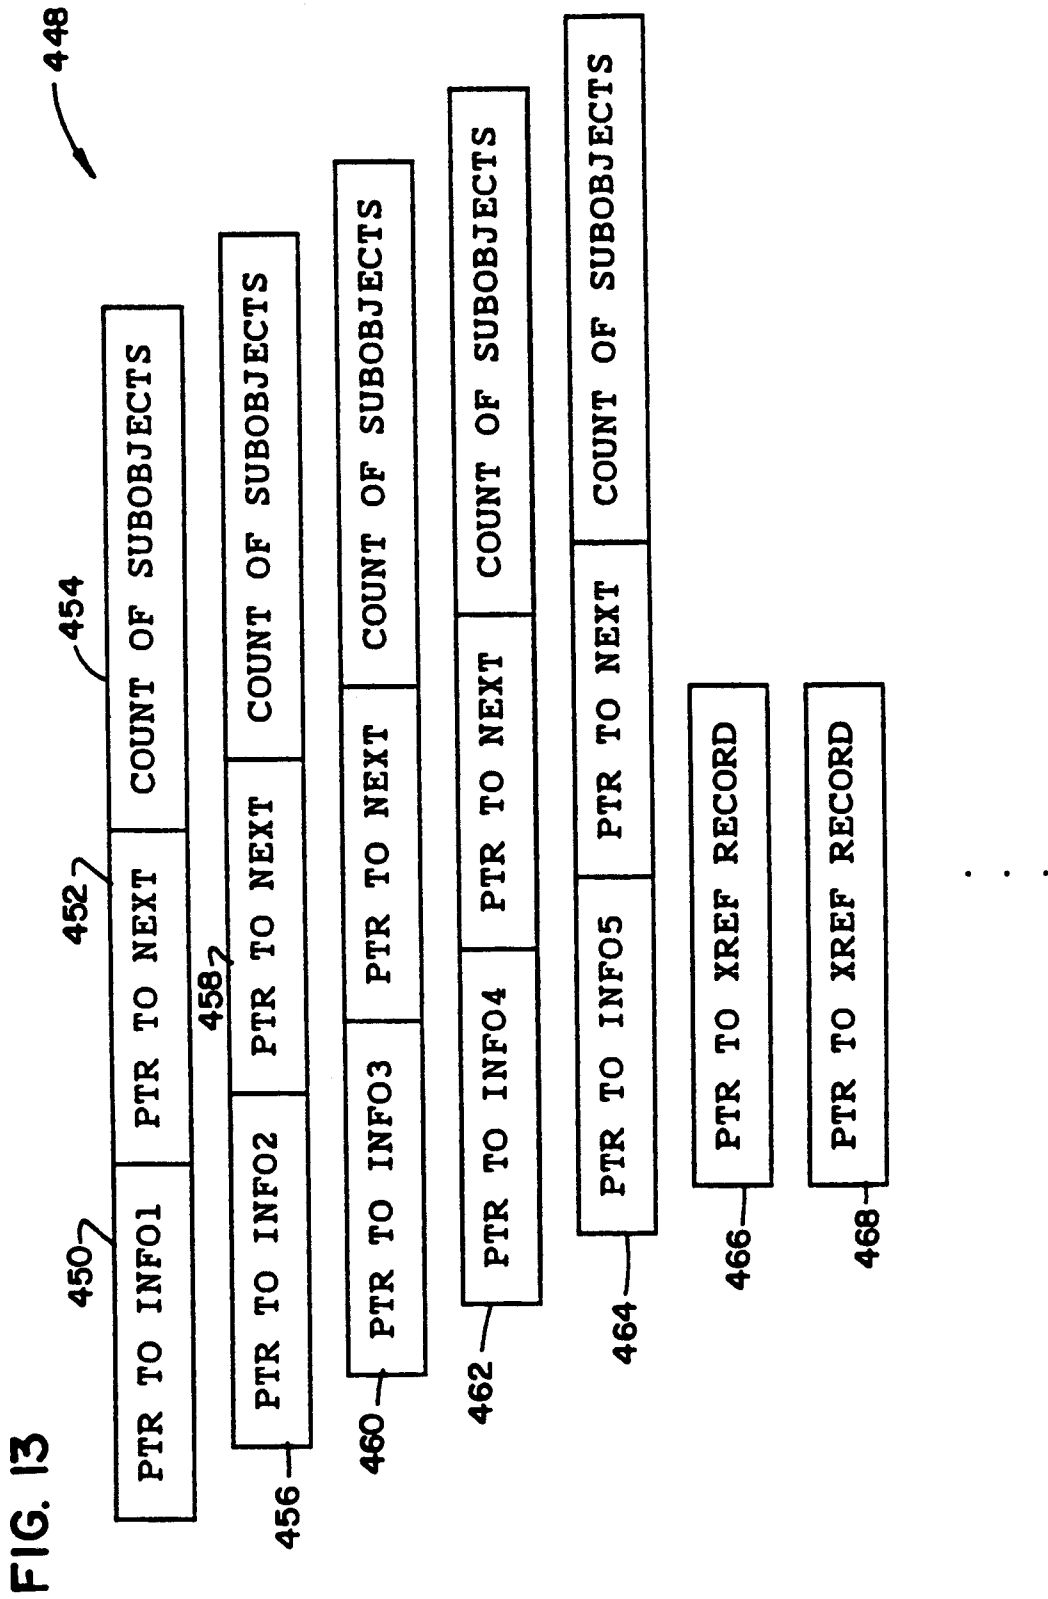 FIG. 13
448
450 452 454
PTR TO INFO1 PTR TO NEXT COUNT OF SUBOBJECTS
458
456 PTR TO INFO2 PTR TO NEXT COUNT OF SUBOBJECTS
460 PTR TO INFO3 PTR TO NEXT COUNT OF SUBOBJECTS
462 PTR TO INFO4 PTR TO NEXT COUNT OF SUBOBJECTS
464 PTR TO INFO5 PTR TO NEXT COUNT OF SUBOBJECTS
466 PTR TO XREF RECORD
468 PTR TO XREF RECORD